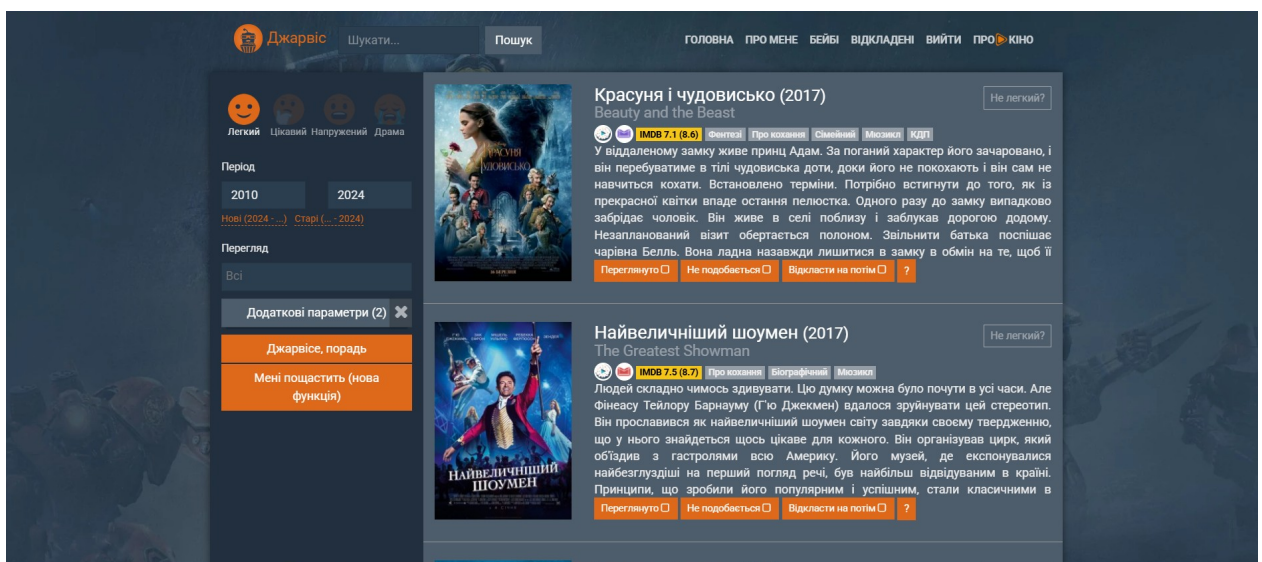 Джарвіс
Шукати...
Пошук
ГОЛОВНА ПРО МЕНЕ БЕЙБІ ВІДКЛАДЕНІ ВИЙТИ ПРО КІНО
Легкий Цікавий Напружений Драма
Період
2010 2024
Нові (2024 - ...) Старі (... - 2024)
Перегляд
Всі
Додаткові параметри (2)
Джарвісе, порадь
Мені пощастить (нова
функція)
КРАСУНЯ І
ЧУДОВИСЬКО
Красуня і чудовисько (2017)
Не легкий?
Beauty and the Beast
IMDB 7.1 (8.6) Фентезі Про кохання Сімейний Мюзикл КДП
У віддаленому замку живе принц Адам. За поганий характер його зачаровано, і
він перебуватиме в тілі чудовиська доти, доки його не покохають і він сам не
навчиться кохати. Встановлено терміни. Потрібно встигнути до того, як із
прекрасної квітки впаде остання пелюстка. Одного разу до замку випадково
забрідає чоловік. Він живе в селі поблизу і заблукав дорогою додому.
Незапланований візит обертається полоном. Звільнити батька поспішає
чарівна Белль. Вона ладна назавжди лишитися в замку в обмін на те, щоб її
Переглянуто Не подобається Відкласти на потім ?
НАЙВЕЛИЧНІШИЙ
ШОУМЕН
Найвеличніший шоумен (2017)
Не легкий?
The Greatest Showman
IMDB 7.5 (8.7) Про кохання Біографічний Мюзикл
Людей складно чимось здивувати. Цю думку можна було почути в усі часи. Але
Фінеасу Тейлору Барнауму (Г'ю Джекмен) вдалося зруйнувати цей стереотип.
Він прославився як найвеличніший шоумен світу завдяки своєму твердженню,
що у нього знайдеться щось цікаве для кожного. Він організував цирк, який
об'їздив з гастролями всю Америку. Його музей, де експонувалися
найбезглуздіші на перший погляд речі, був найбільш відвідуваним в країні.
Принципи, що зробили його популярним і успішним, стали класичними в
Переглянуто Не подобається Відкласти на потім ?